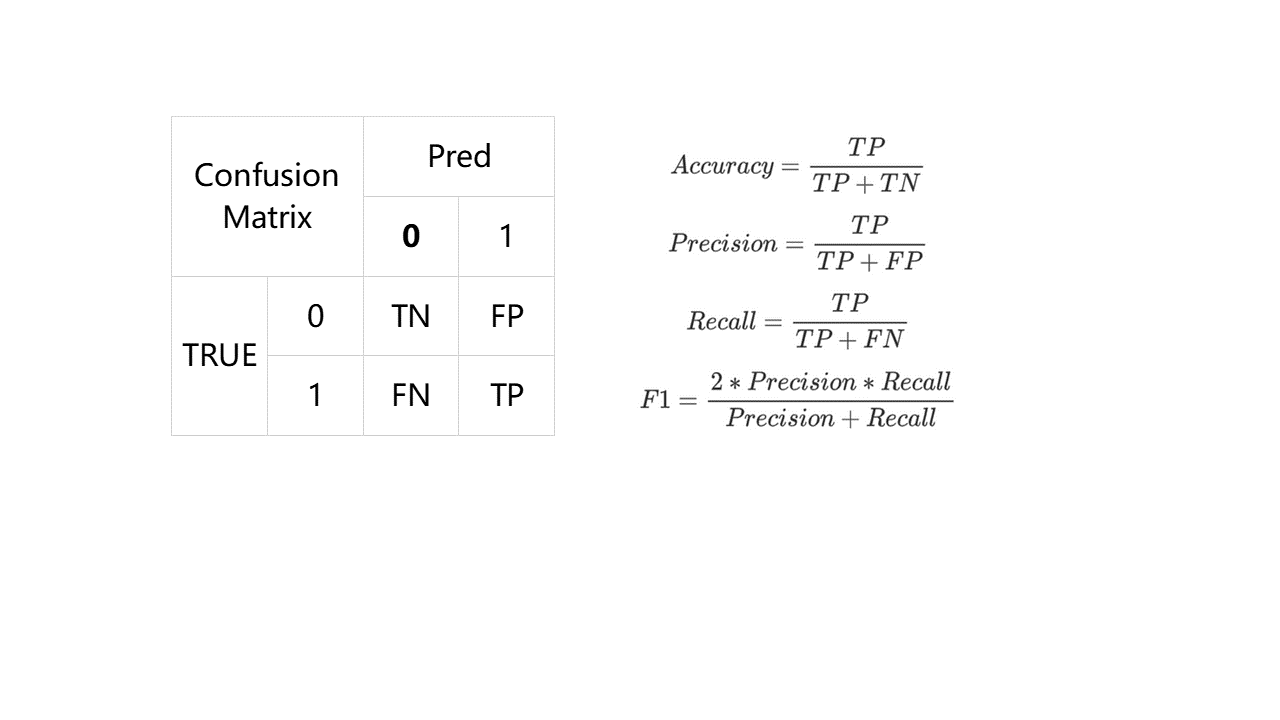 Confusion
Matrix
Pred
0 1
TRUE
0 TN FP
1 FN TP
Accuracy = \frac{TP}{TP + TN}
Precision = \frac{TP}{TP + FP}
Recall = \frac{TP}{TP + FN}
F1 = \frac{2 * Precision * Recall}{Precision + Recall}